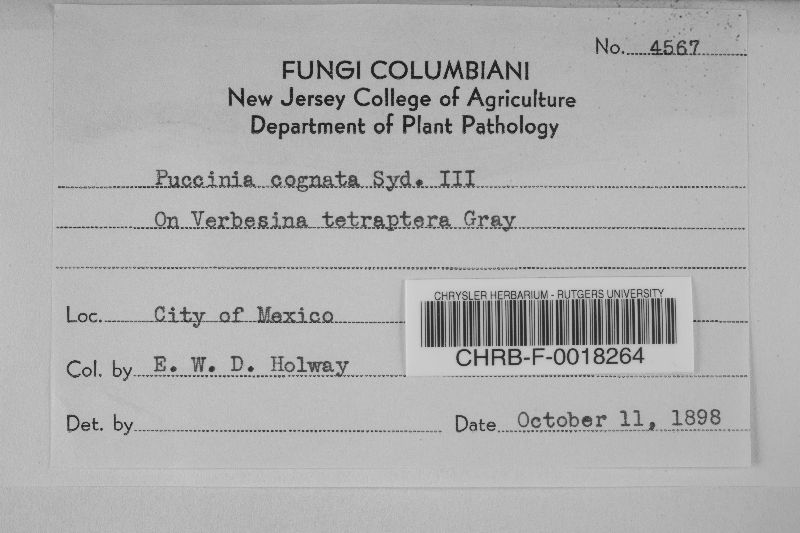 No. 4567
FUNGI COLUMBIANI
New Jersey College of Agriculture
Department of Plant Pathology
Puccinia cognata Syd. III
On Verbesina tetraptera Gray
Loc. City of Mexico
CHRYSLER HERBARIUM - RUTGERS UNIVERSITY
CHRB-F-0018264
Col. by E. W. D. Holway
Det. by
Date October 11, 1898